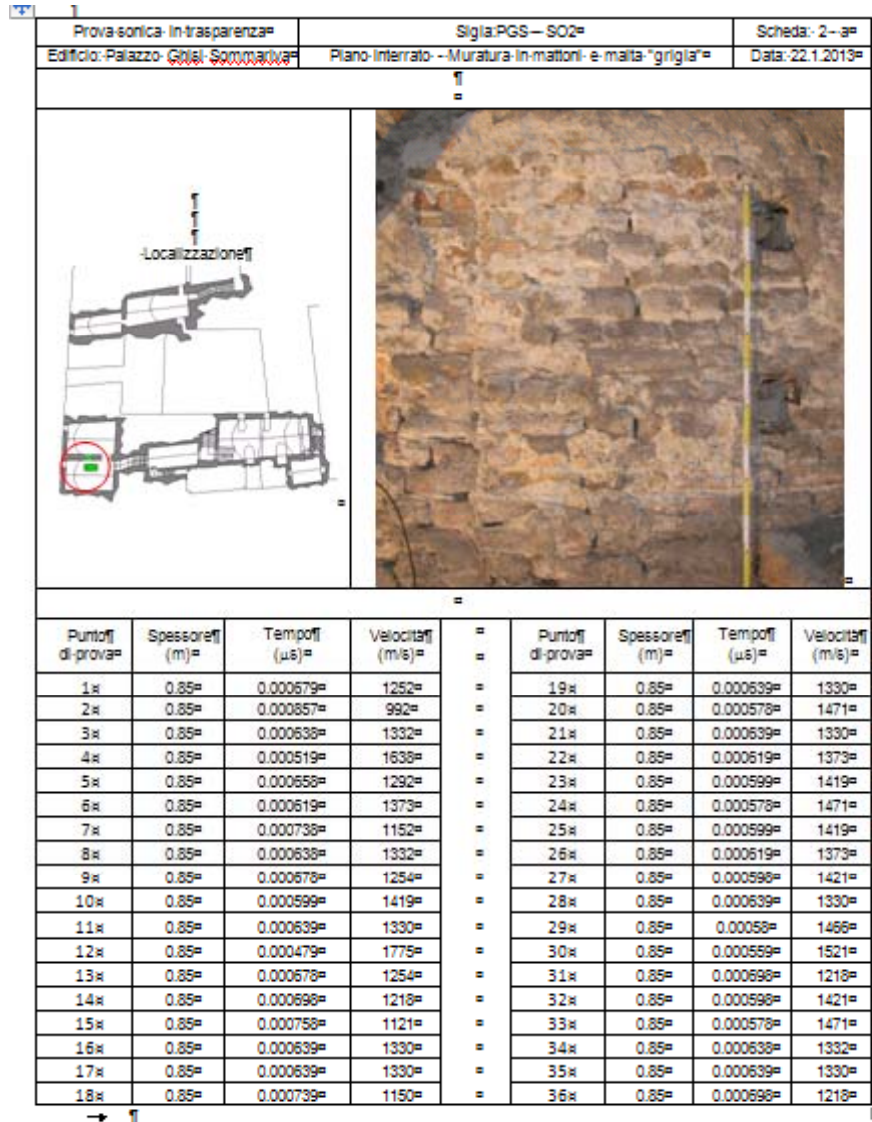 Prova sonica in trasparenza Sigla:PGS – SO2 Scheda: 2 - a
Edificio: Palazzo Ghisi Sommariva Piano Interrato – Muratura in mattoni e malta "grigia" Data: 22.1.2013
Localizzazione
Punto di prova Spessore (m) Tempo (μs) Velocità (m/s) Punto di prova Spessore (m) Tempo (μs) Velocità (m/s)
1 0.85 0.000679 1252 19 0.85 0.000639 1330
2 0.85 0.000857 992 20 0.85 0.000578 1471
3 0.85 0.000638 1332 21 0.85 0.000639 1330
4 0.85 0.000519 1638 22 0.85 0.000619 1373
5 0.85 0.000658 1292 23 0.85 0.000599 1419
6 0.85 0.000619 1373 24 0.85 0.000578 1471
7 0.85 0.000738 1152 25 0.85 0.000599 1419
8 0.85 0.000638 1332 26 0.85 0.000619 1373
9 0.85 0.000678 1254 27 0.85 0.000598 1421
10 0.85 0.000599 1419 28 0.85 0.000639 1330
11 0.85 0.000639 1330 29 0.85 0.00058 1466
12 0.85 0.000479 1775 30 0.85 0.000559 1521
13 0.85 0.000678 1254 31 0.85 0.000698 1218
14 0.85 0.000698 1218 32 0.85 0.000598 1421
15 0.85 0.000758 1121 33 0.85 0.000578 1471
16 0.85 0.000639 1330 34 0.85 0.000638 1332
17 0.85 0.000639 1330 35 0.85 0.000639 1330
18 0.85 0.000739 1150 36 0.85 0.000698 1218